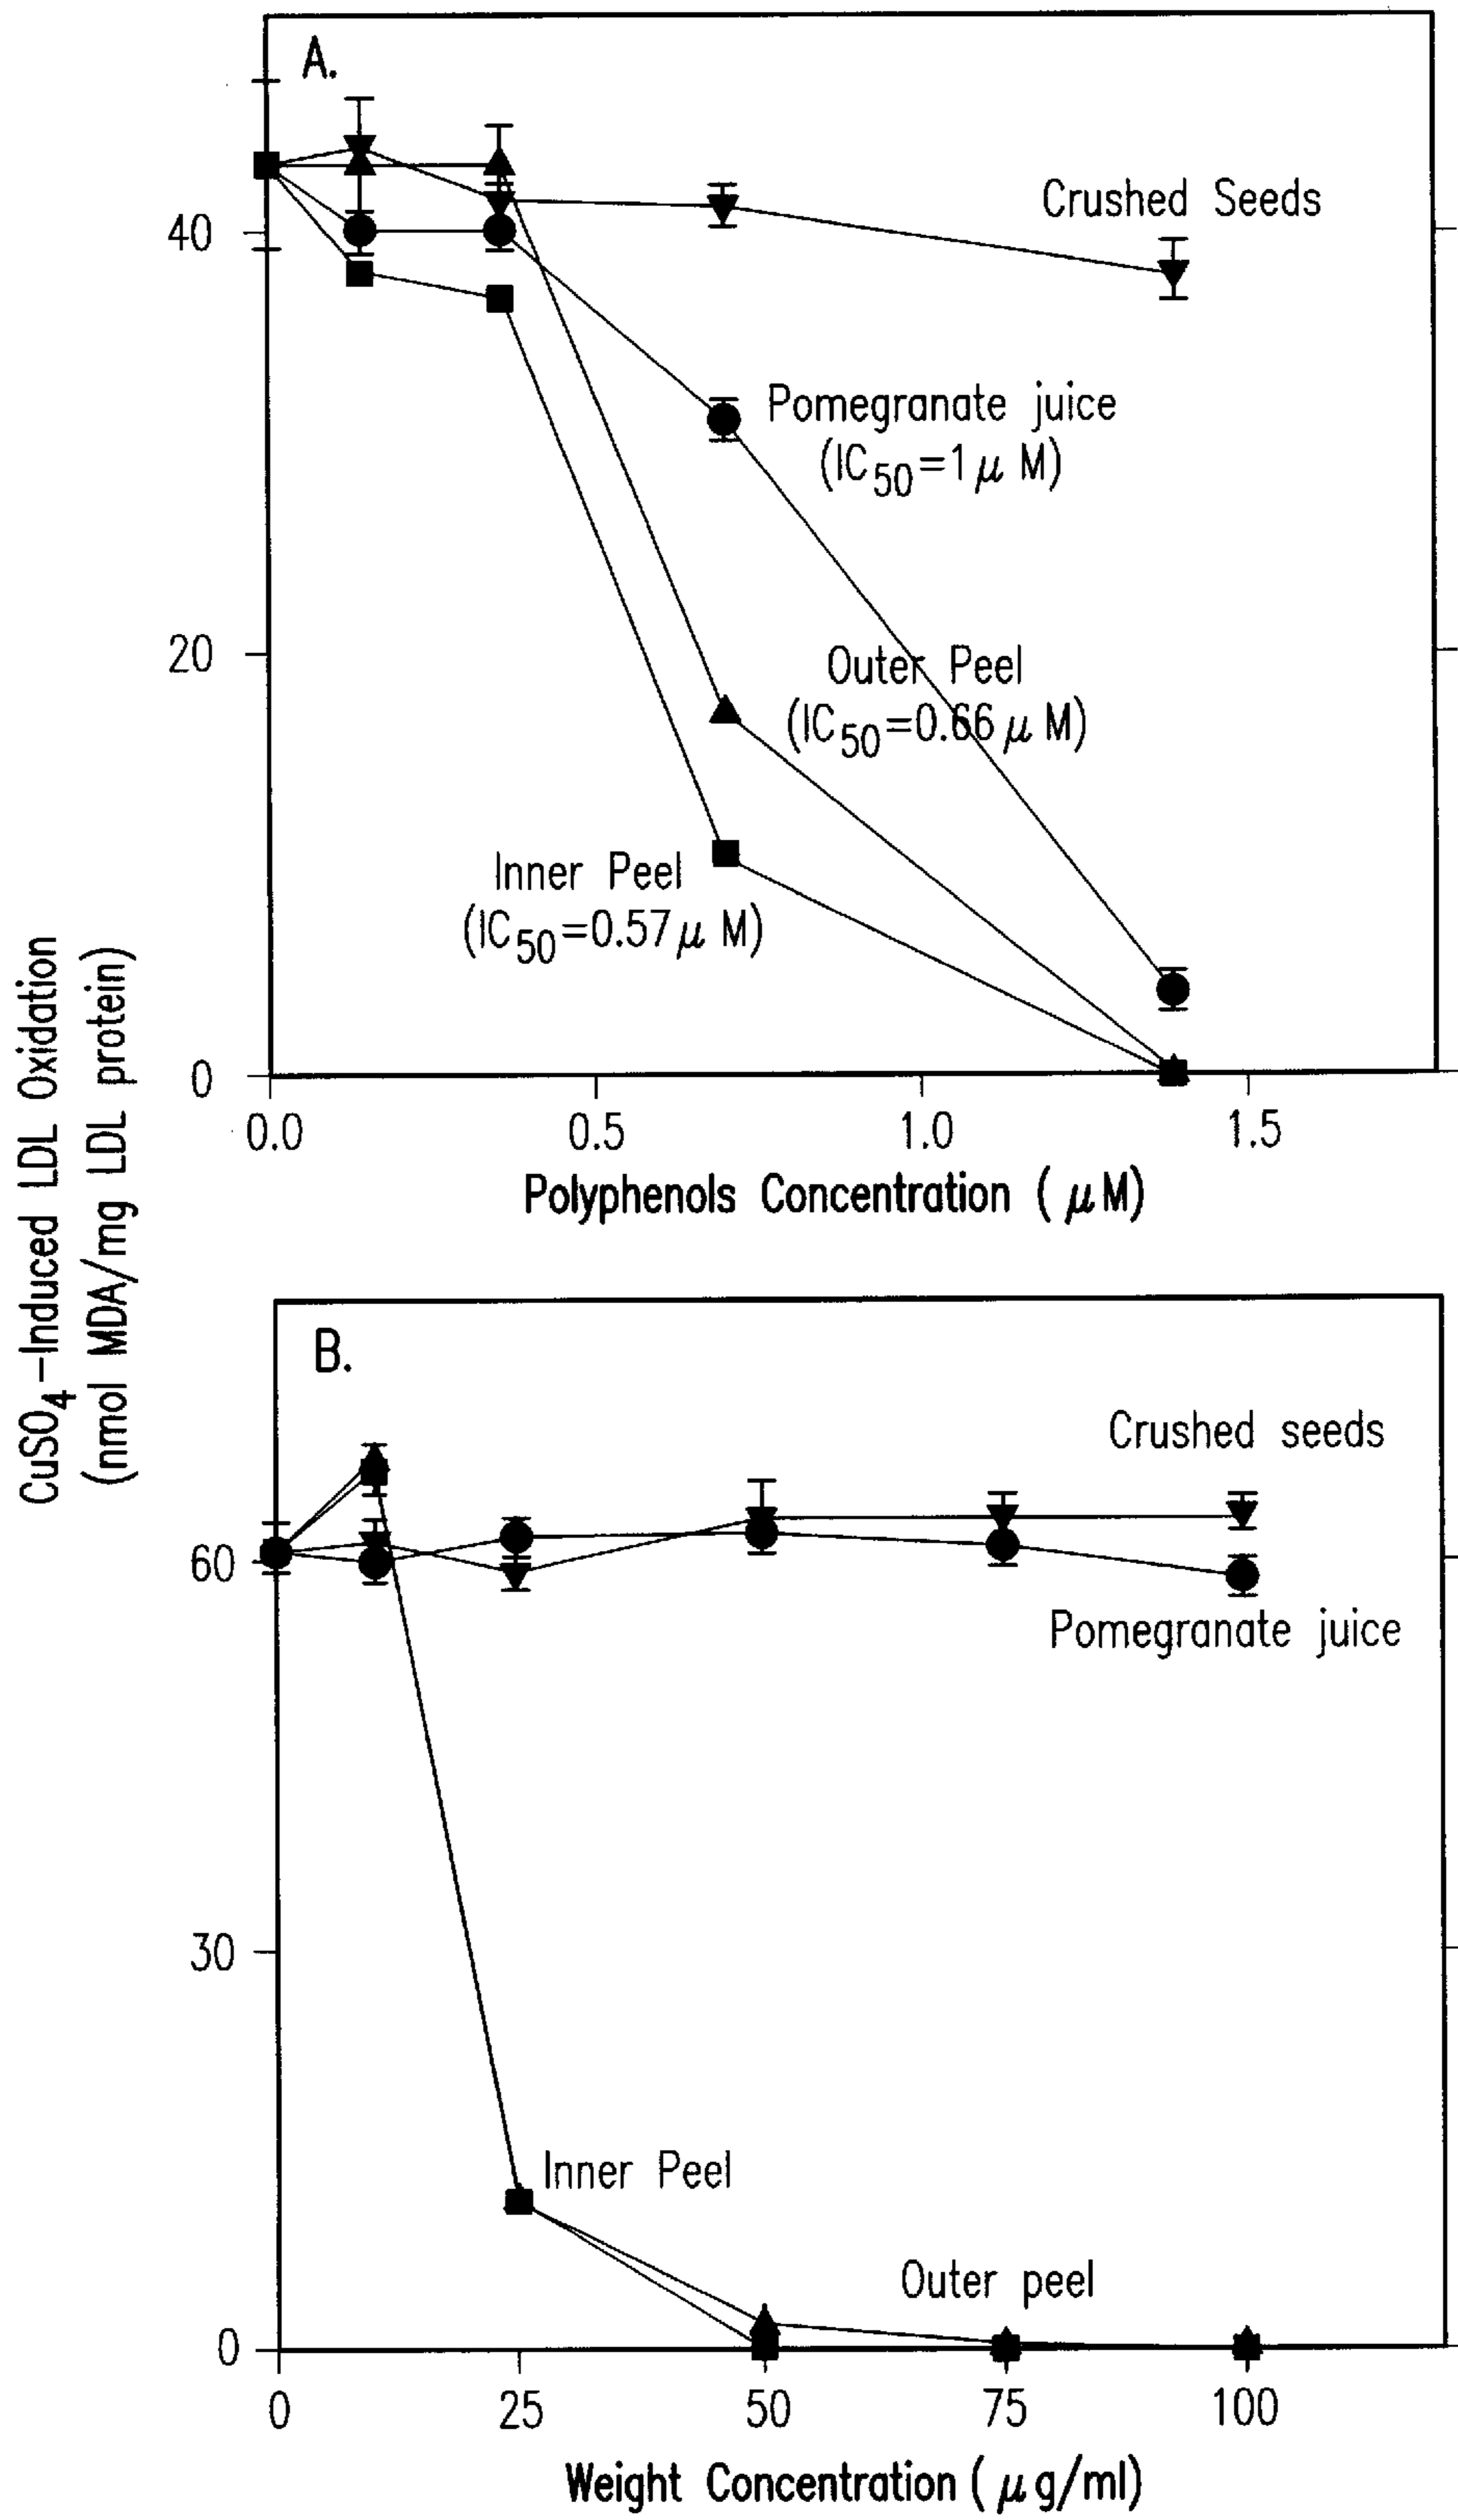 A.
40
20
0
Crushed Seeds
Pomegranate juice
(IC50=1μ M)
Outer Peel
(IC50=0.66μ M)
Inner Peel
(IC50=0.57μ M)
0.0 0.5 1.0 1.5
Polyphenols Concentration (μM)
CuSO4-Induced LDL Oxidation
(nmol MDA/mg LDL protein)
B.
60
30
0
Crushed seeds
Pomegranate juice
Inner Peel
Outer peel
0 25 50 75 100
Weight Concentration (μg/ml)